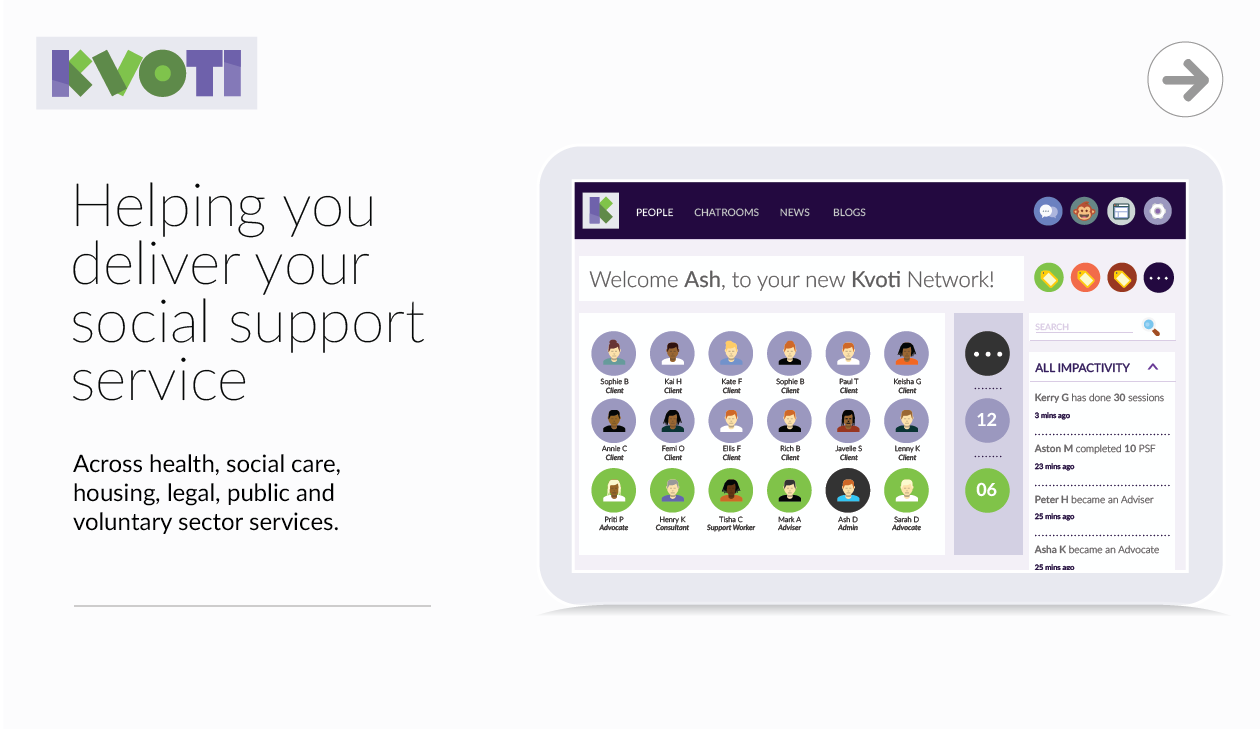 KVOTI
Helping you
deliver your
social support
service
Across health, social care,
housing, legal, public and
voluntary sector services.
K
PEOPLE CHATROOMS NEWS BLOGS
Welcome Ash, to your new Kvoti Network!
Sophie B Kai H Kate F Sophie B Paul T Keisha G
Client Client Client Client Client Client
Annie C Femi O Ellis F Rich B Javelle S Lenny K
Client Client Client Client Client Client
Priti P Henry K Tisha C Mark A Ash D Sarah D
Advocate Consultant Support Worker Adviser Admin Advocate
12
06
SEARCH
ALL IMPACTIVITY
Kerry G has done 30 sessions
3 mins ago
Aston M completed 10 PSF
23 mins ago
Peter H became an Adviser
25 mins ago
Asha K became an Advocate
25 mins ago